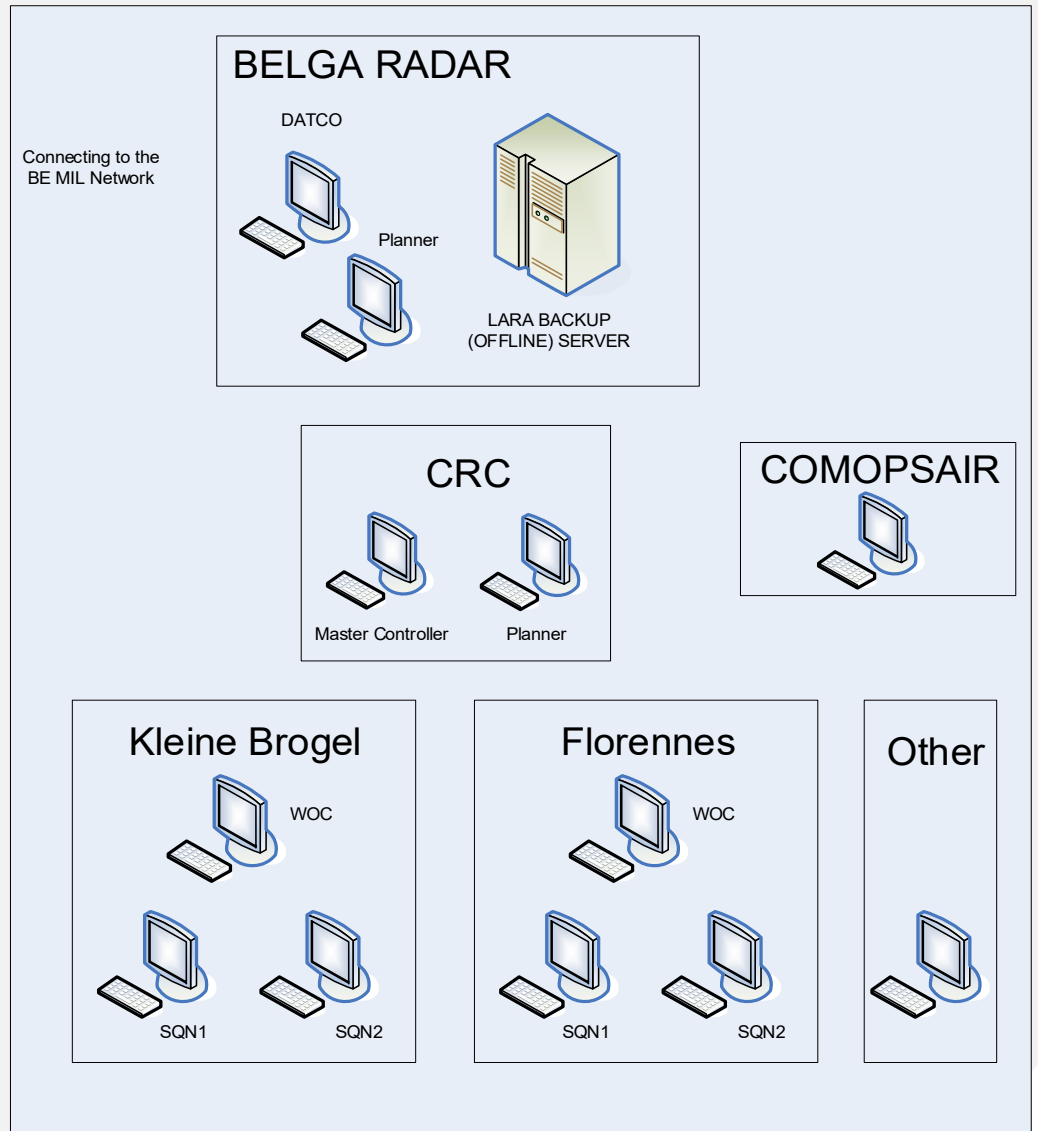 BELGA RADAR
DATCO
Connecting to the
BE MIL Network
Planner
LARA BACKUP
(OFFLINE) SERVER
CRC
COMOPSAIR
Master Controller
Planner
Kleine Brogel
Florennes
Other
WOC
WOC
SQN1
SQN2
SQN1
SQN2